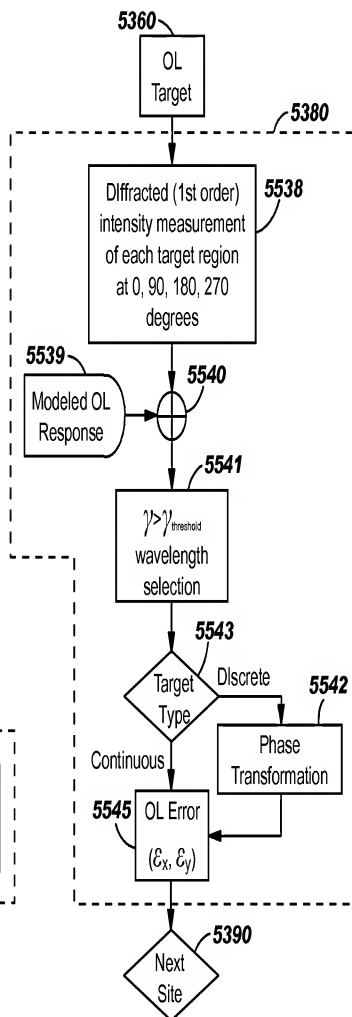 5360
OL
Target
5380
5538
DIffracted (1st order)
intensity measurement
of each target region
at 0, 90, 180, 270
degrees
5539
5540
Modeled OL
Response
5541
γ>γthreshold
wavelength
selection
5543
Target
Type
DIscrete
5542
Phase
Transformation
Continuous
5545
OL Error
(εx, εy)
5390
Next
Site